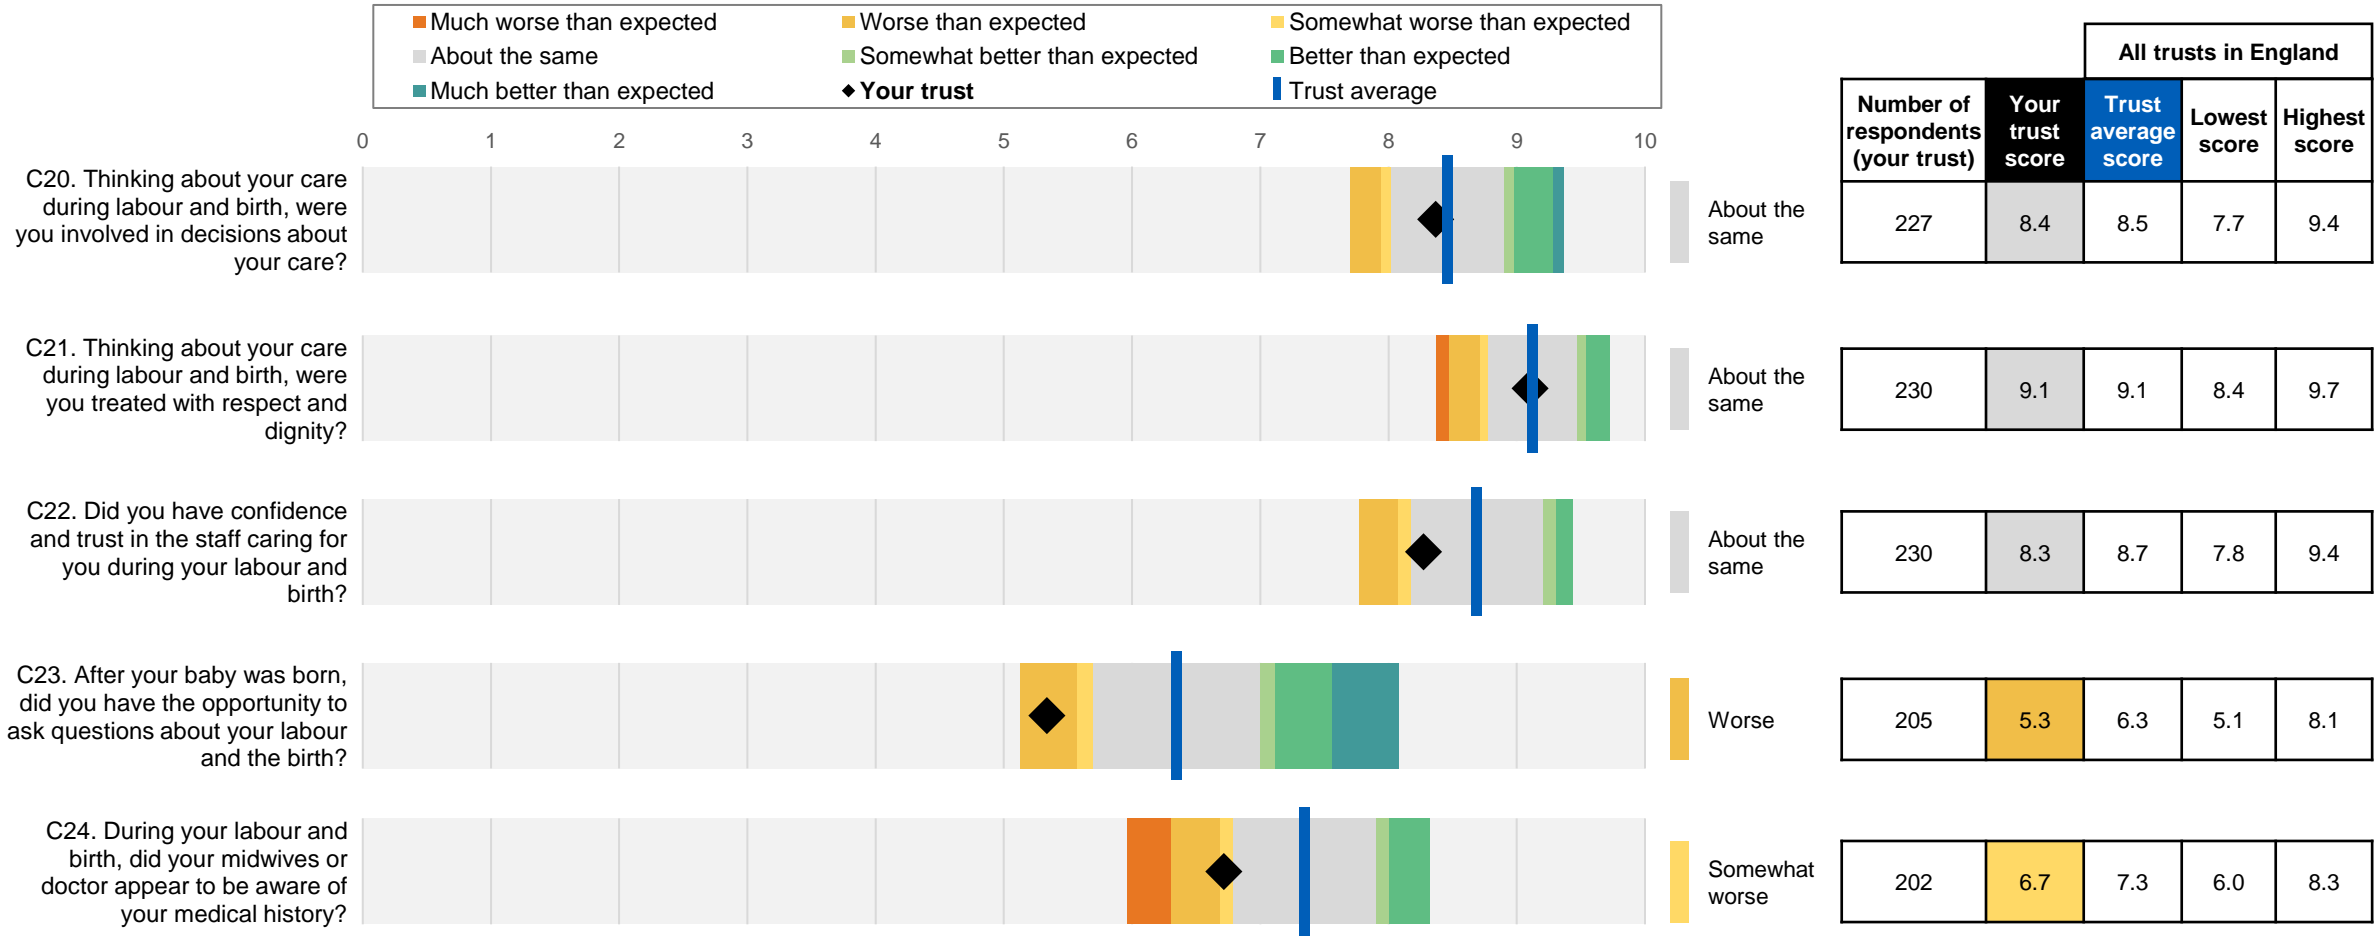 Much worse than expected
Worse than expected
Somewhat worse than expected
About the same
Somewhat better than expected
Better than expected
Much better than expected
Your trust
Trust average
All trusts in England
Number of
respondents
(your trust)
Your
trust
score
Trust
average
score
Lowest
score
Highest
score
0 1 2 3 4 5 6 7 8 9 10
C20. Thinking about your care
during labour and birth, were
you involved in decisions about
your care?
About the
same
227 8.4 8.5 7.7 9.4
C21. Thinking about your care
during labour and birth, were
you treated with respect and
dignity?
About the
same
230 9.1 9.1 8.4 9.7
C22. Did you have confidence
and trust in the staff caring for
you during your labour and
birth?
About the
same
230 8.3 8.7 7.8 9.4
C23. After your baby was born,
did you have the opportunity to
ask questions about your labour
and the birth?
Worse
205 5.3 6.3 5.1 8.1
C24. During your labour and
birth, did your midwives or
doctor appear to be aware of
your medical history?
Somewhat
worse
202 6.7 7.3 6.0 8.3